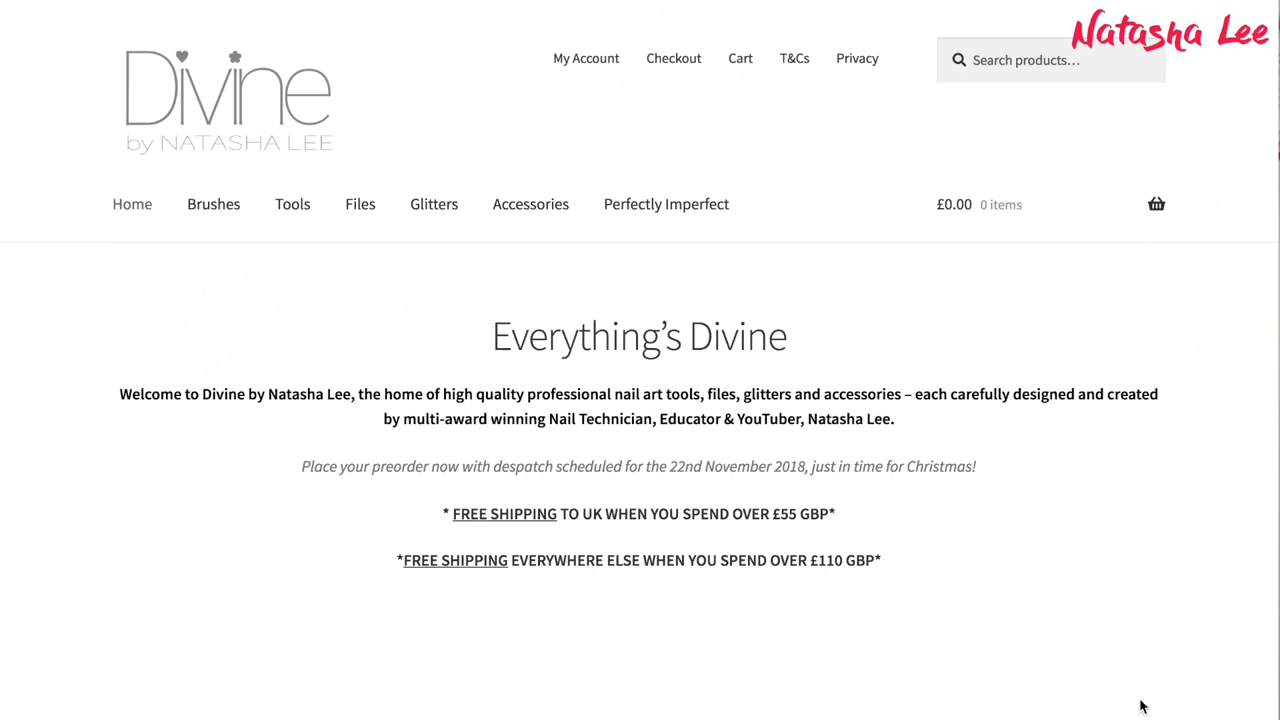 Natasha Lee
Divine
by NATASHA LEE
My Account Checkout Cart T&Cs Privacy
Search products…
Home Brushes Tools Files Glitters Accessories Perfectly Imperfect £0.00 0 items
Everything’s Divine
Welcome to Divine by Natasha Lee, the home of high quality professional nail art tools, files, glitters and accessories – each carefully designed and created
by multi-award winning Nail Technician, Educator & YouTuber, Natasha Lee.
Place your preorder now with despatch scheduled for the 22nd November 2018, just in time for Christmas!
* FREE SHIPPING TO UK WHEN YOU SPEND OVER £55 GBP*
*FREE SHIPPING EVERYWHERE ELSE WHEN YOU SPEND OVER £110 GBP*